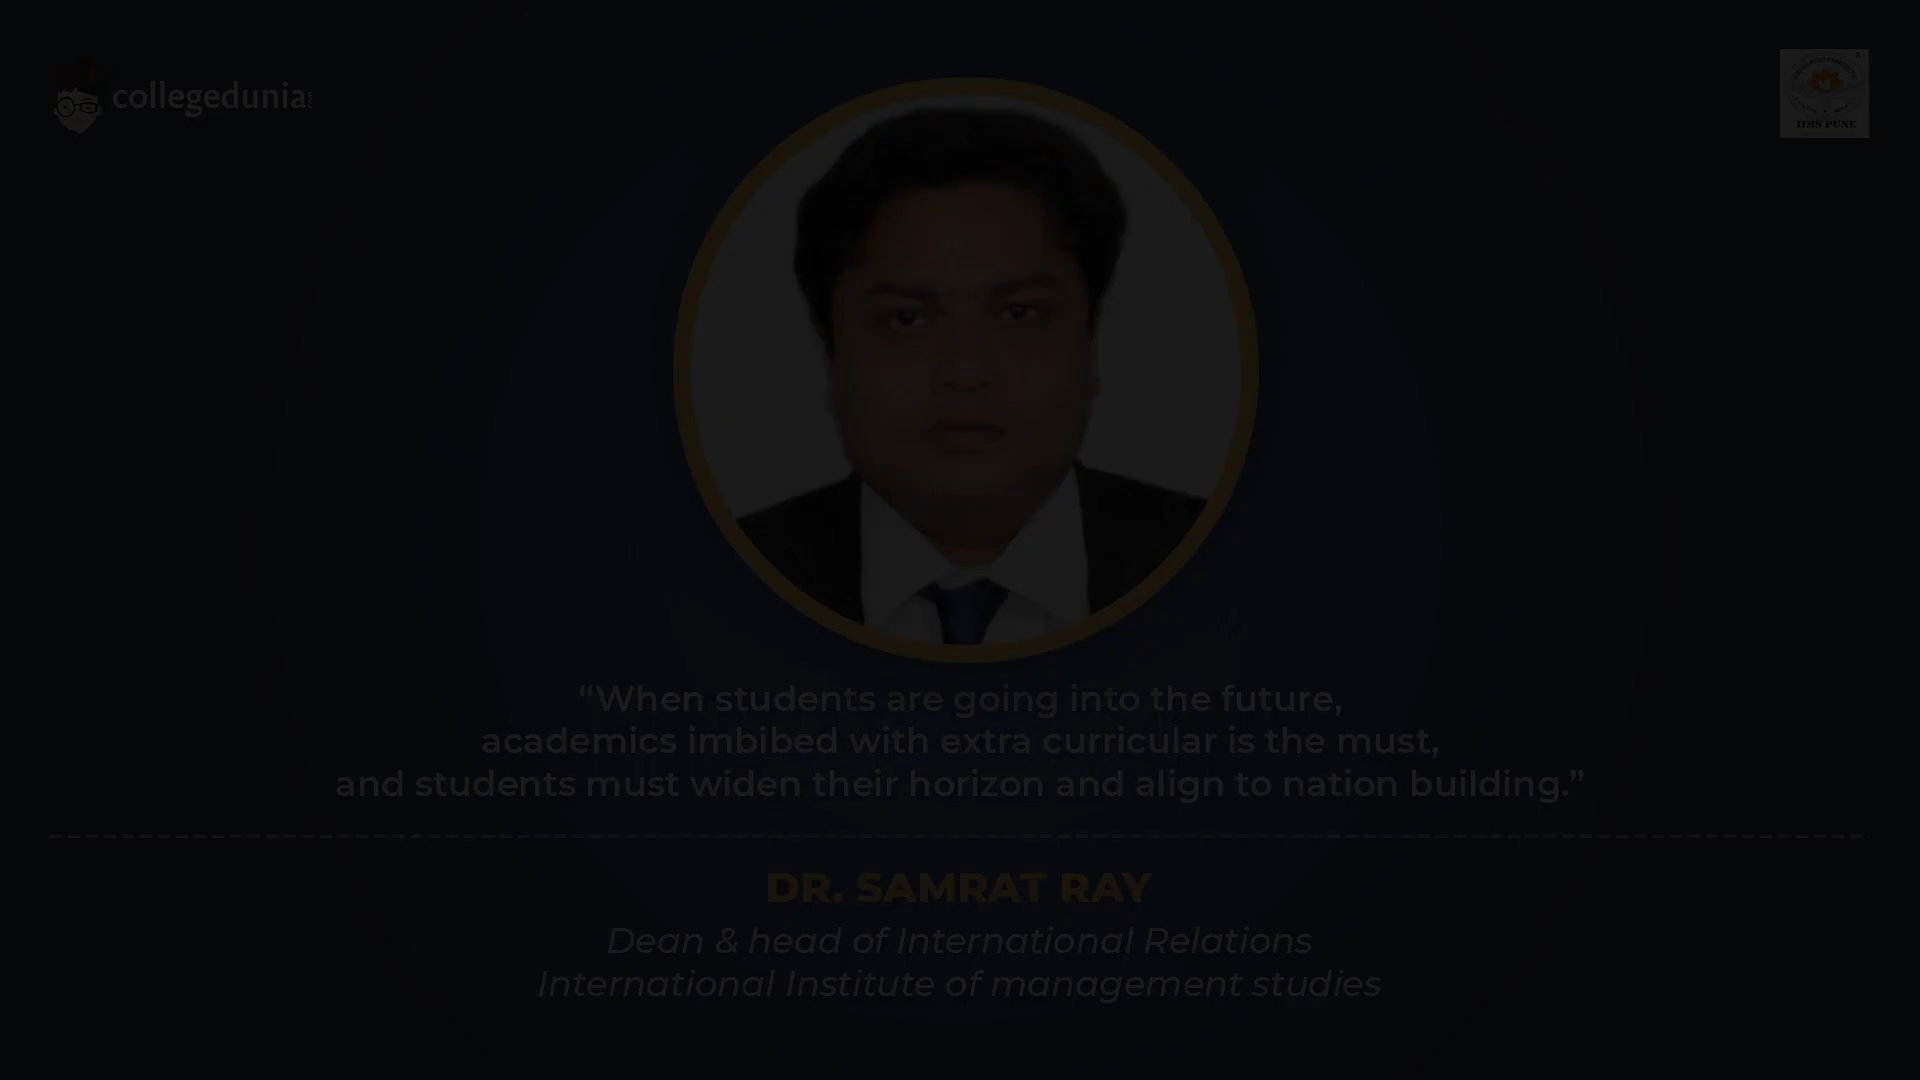 collegedunia
IIMS PUNE
“When students are going into the future,
academics imbibed with extra curricular is the must,
and students must widen their horizon and align to nation building.”
DR. SAMRAT RAY
Dean & head of International Relations
International Institute of management studies